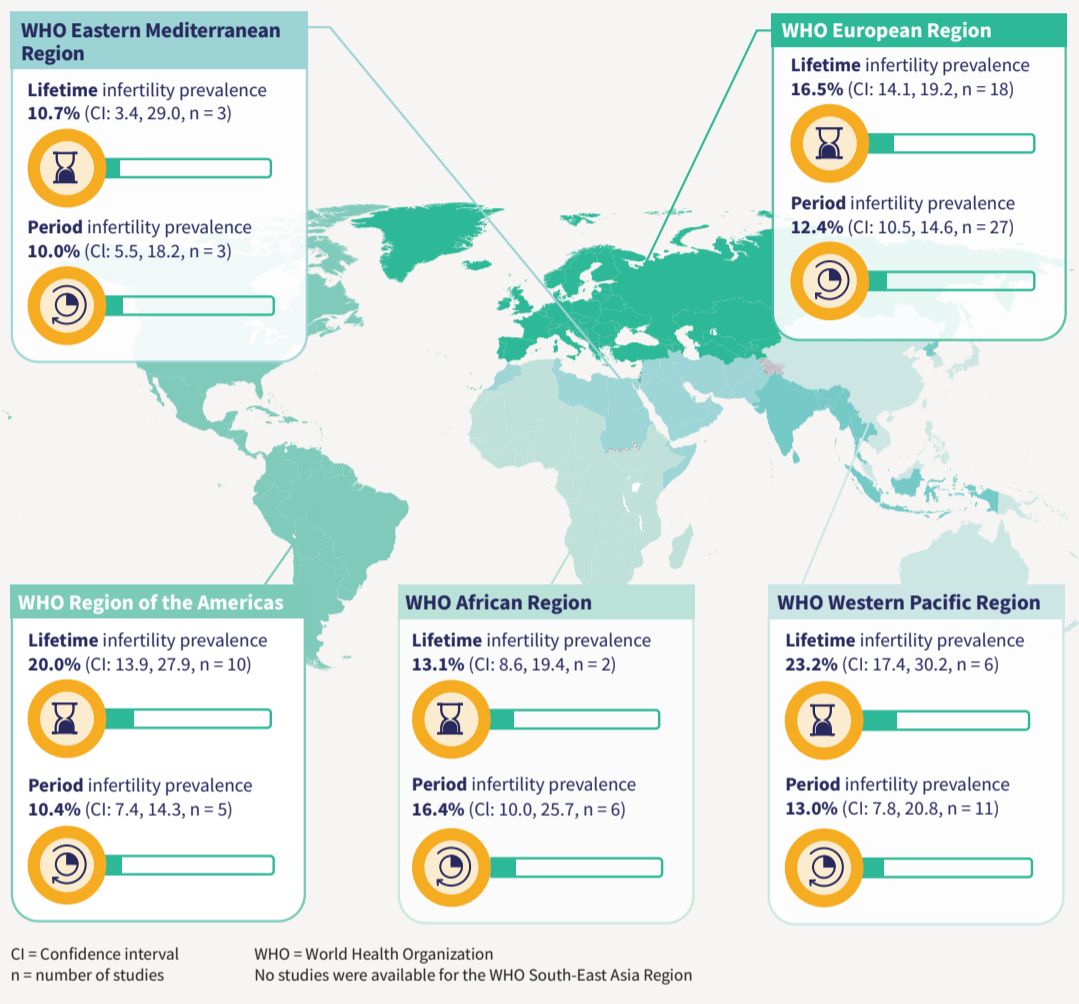 WHO Eastern Mediterranean
Region
Lifetime infertility prevalence
10.7% (CI: 3.4, 29.0, n = 3)
Period infertility prevalence
10.0% (CI: 5.5, 18.2, n = 3)
WHO European Region
Lifetime infertility prevalence
16.5% (CI: 14.1, 19.2, n = 18)
Period infertility prevalence
12.4% (CI: 10.5, 14.6, n = 27)
WHO Region of the Americas
Lifetime infertility prevalence
20.0% (CI: 13.9, 27.9, n = 10)
Period infertility prevalence
10.4% (CI: 7.4, 14.3, n = 5)
WHO African Region
Lifetime infertility prevalence
13.1% (CI: 8.6, 19.4, n = 2)
Period infertility prevalence
16.4% (CI: 10.0, 25.7, n = 6)
WHO Western Pacific Region
Lifetime infertility prevalence
23.2% (CI: 17.4, 30.2, n = 6)
Period infertility prevalence
13.0% (CI: 7.8, 20.8, n = 11)
CI = Confidence interval
n = number of studies
WHO = World Health Organization
No studies were available for the WHO South-East Asia Region